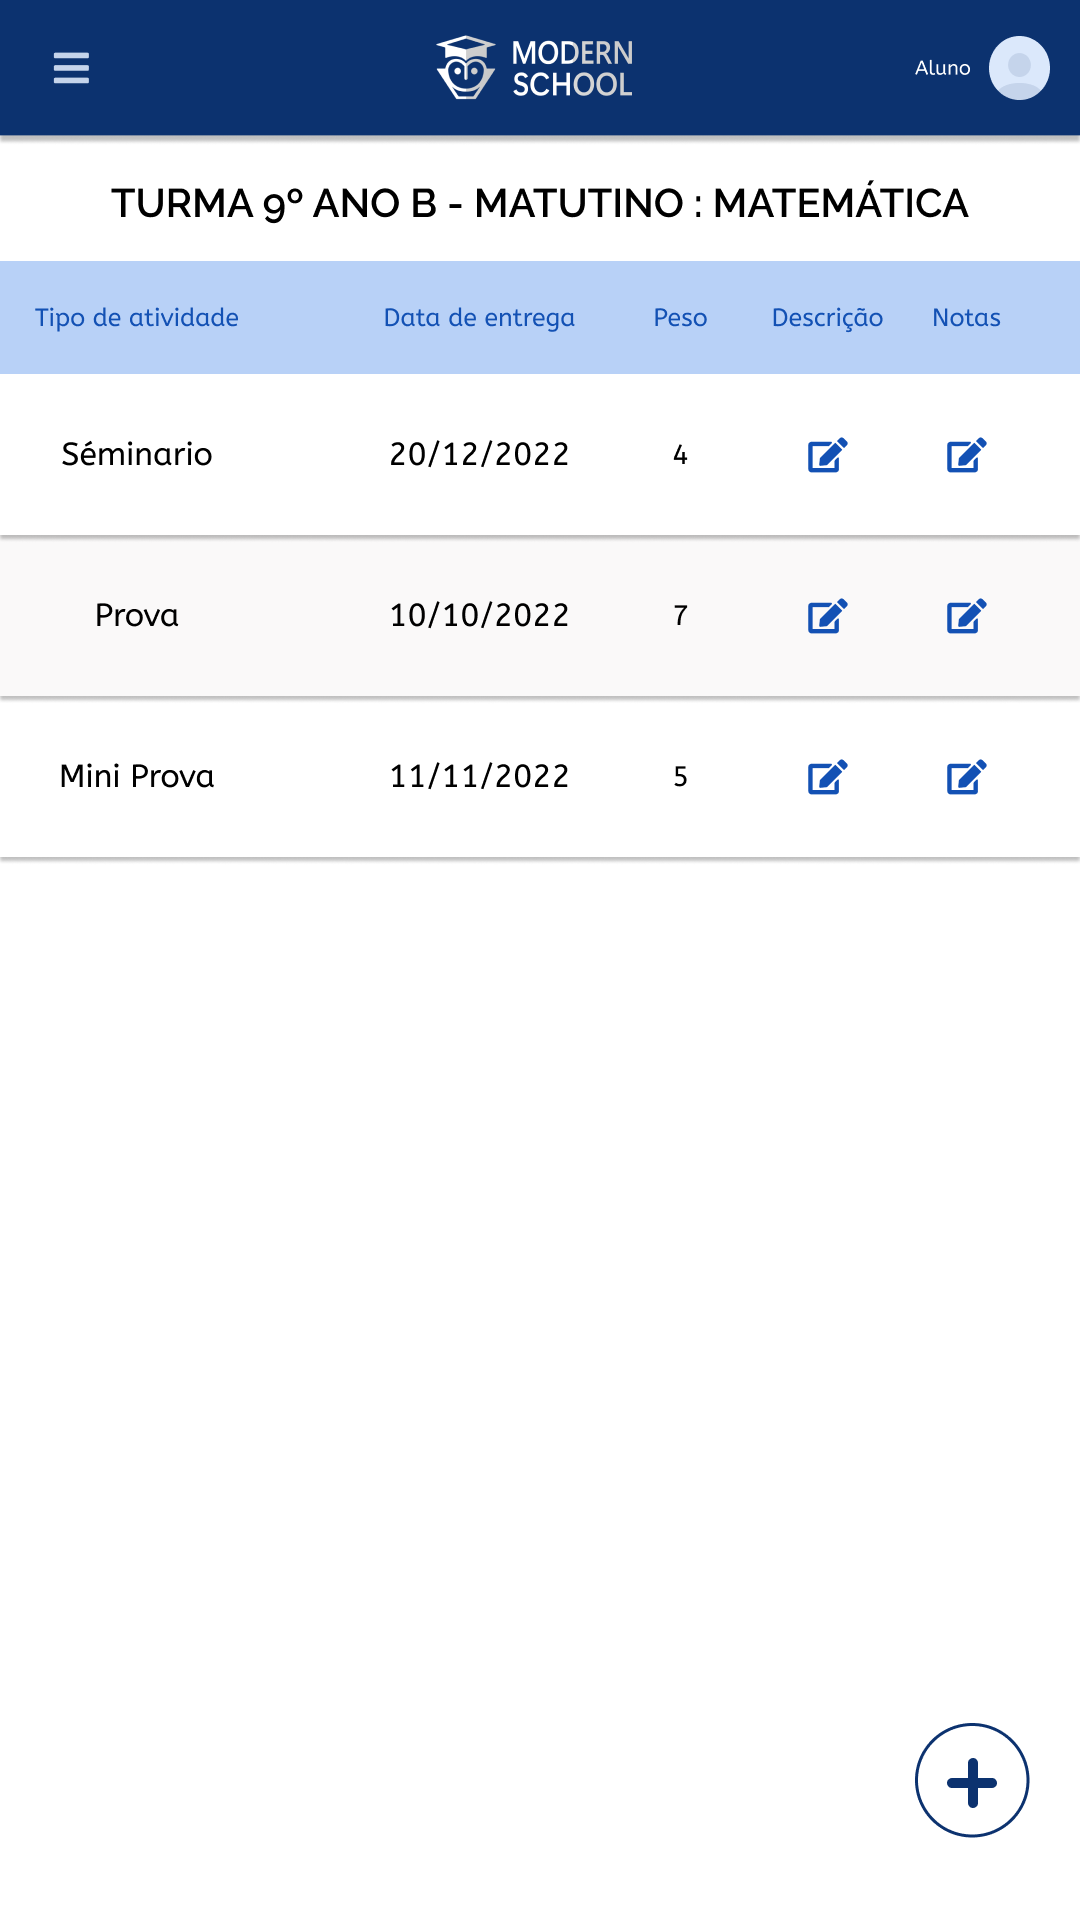 MODERN
SCHOOL
Aluno
TURMA 9º ANO B - MATUTINO : MATEMÁTICA
Tipo de atividade Data de entrega Peso Descrição Notas
Séminario 20/12/2022 4
Prova 10/10/2022 7
Mini Prova 11/11/2022 5